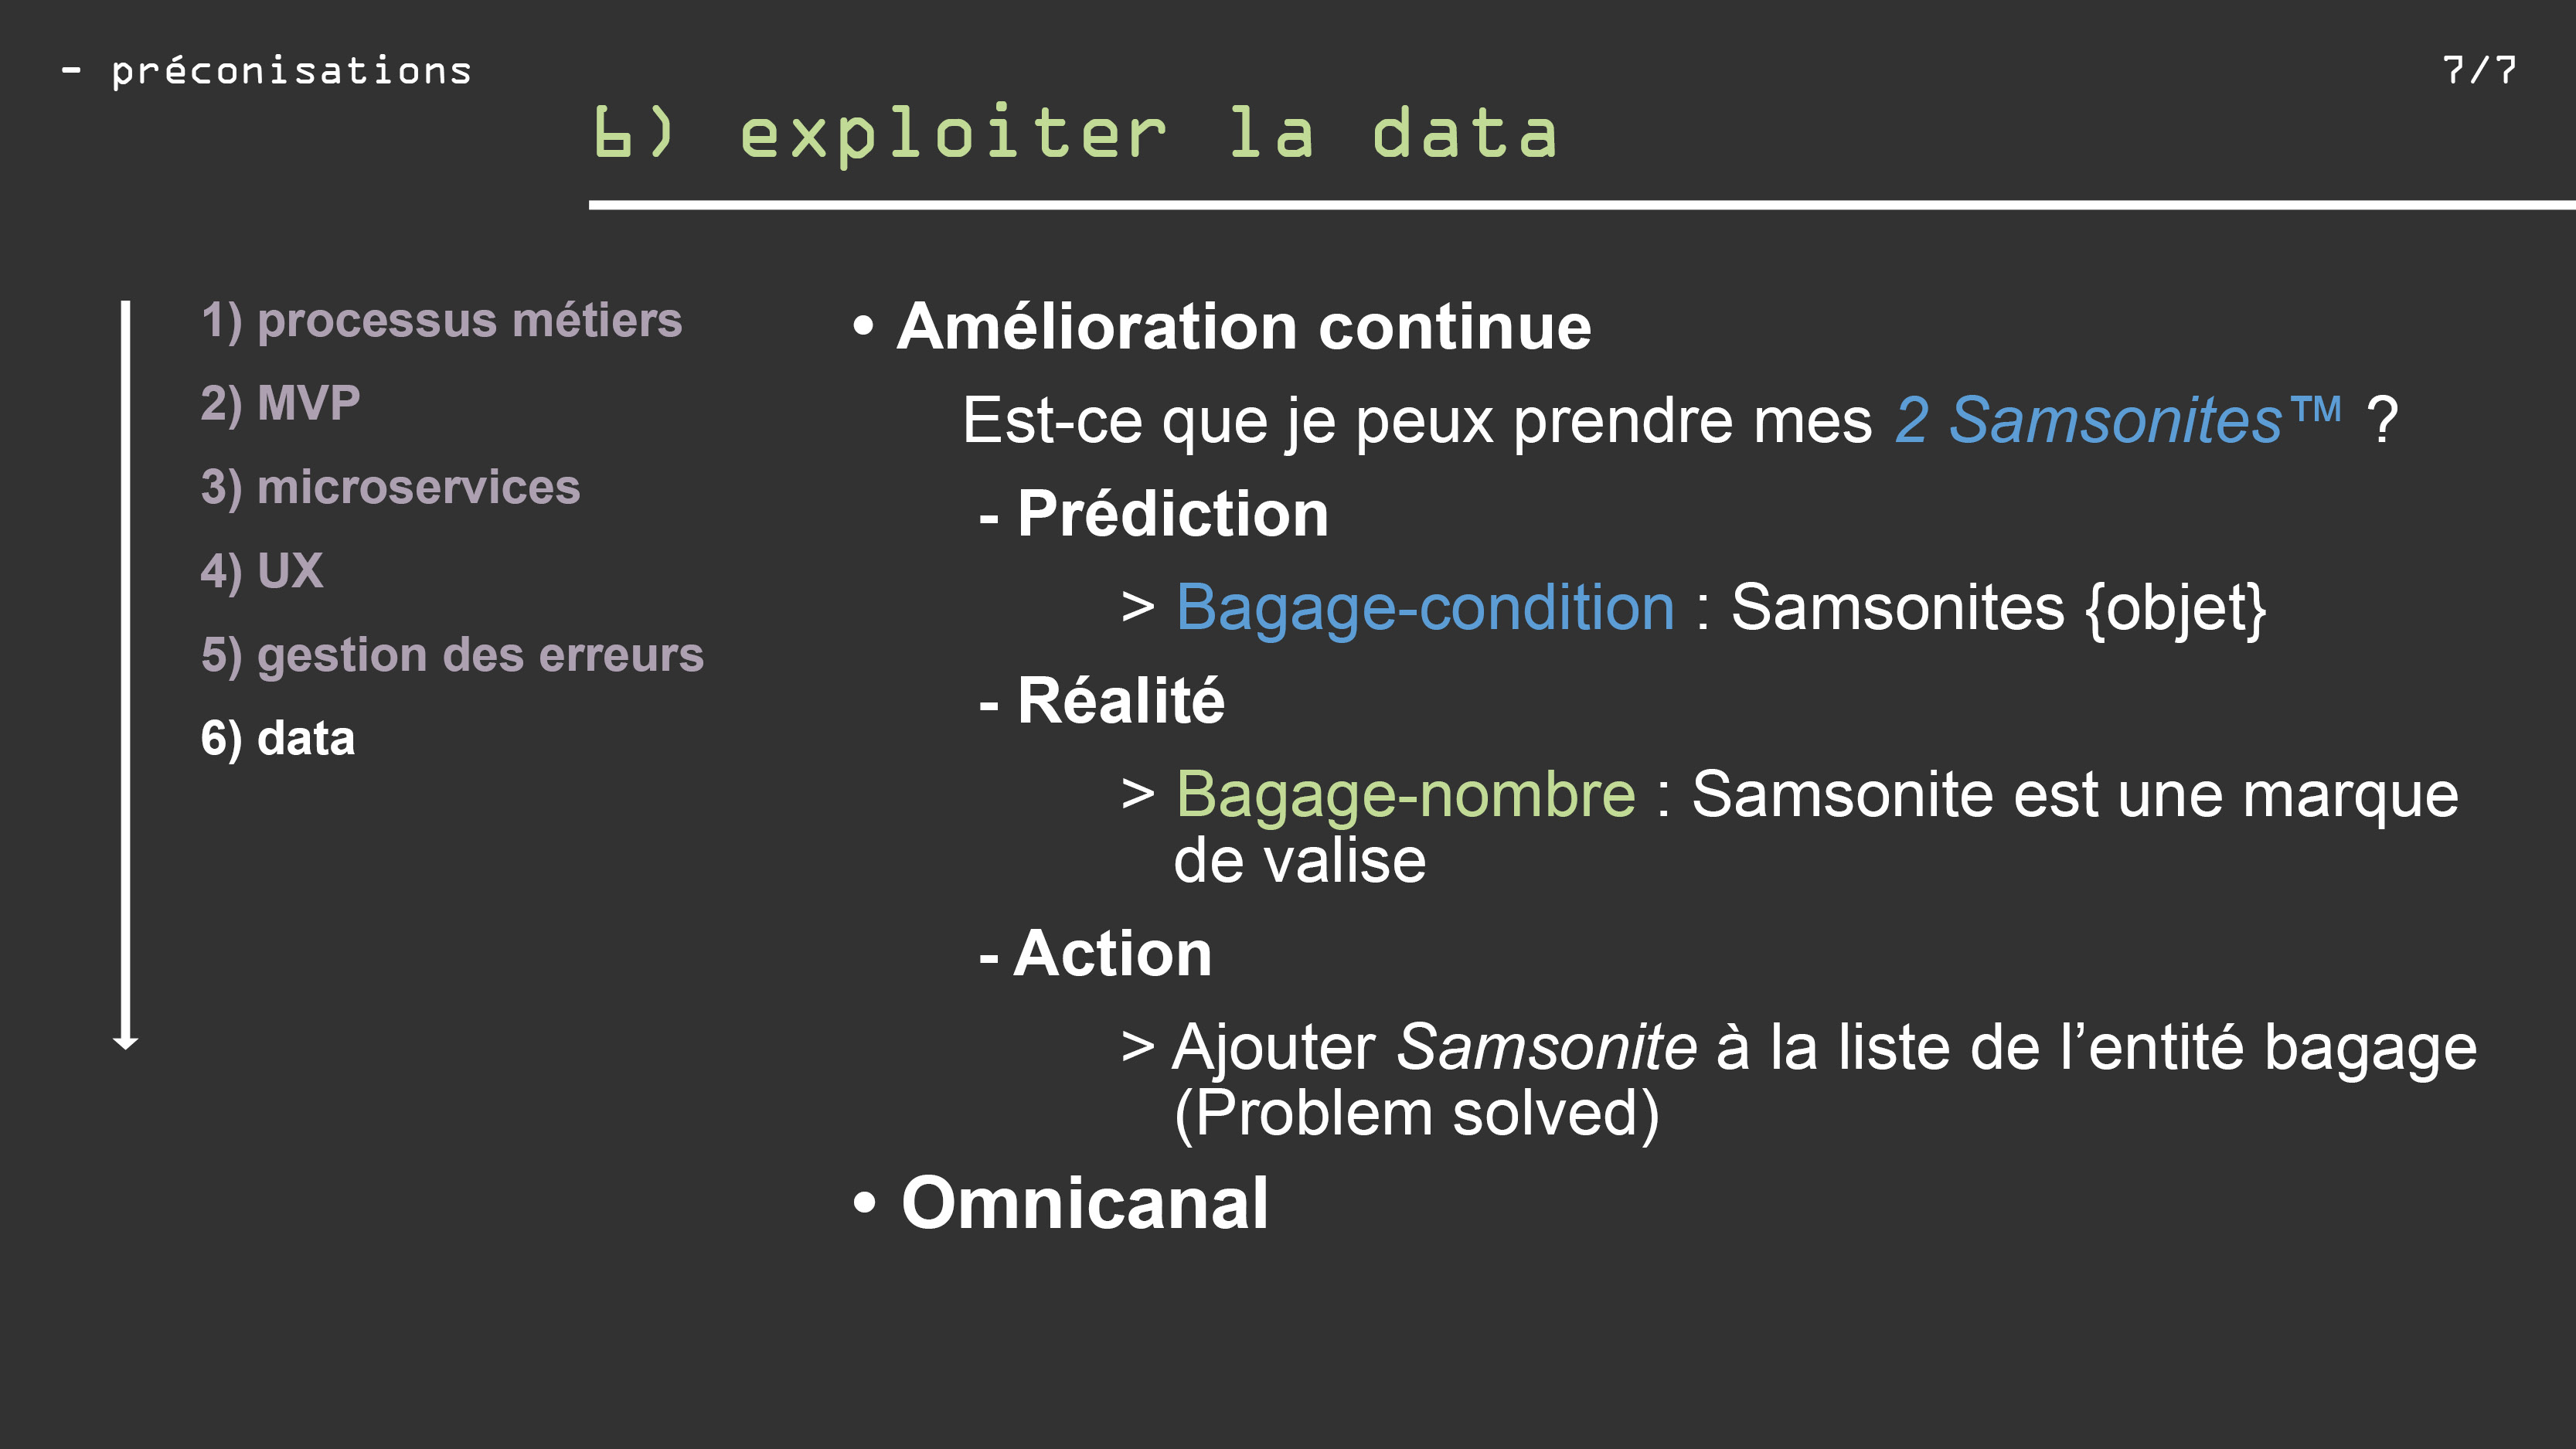 - préconisations
7/7
6) exploiter la data
1) processus métiers
2) MVP
3) microservices
4) UX
5) gestion des erreurs
6) data
• Amélioration continue
Est-ce que je peux prendre mes 2 Samsonites™ ?
- Prédiction
> Bagage-condition : Samsonites {objet}
- Réalité
> Bagage-nombre : Samsonite est une marque
de valise
- Action
> Ajouter Samsonite à la liste de l’entité bagage
(Problem solved)
• Omnicanal